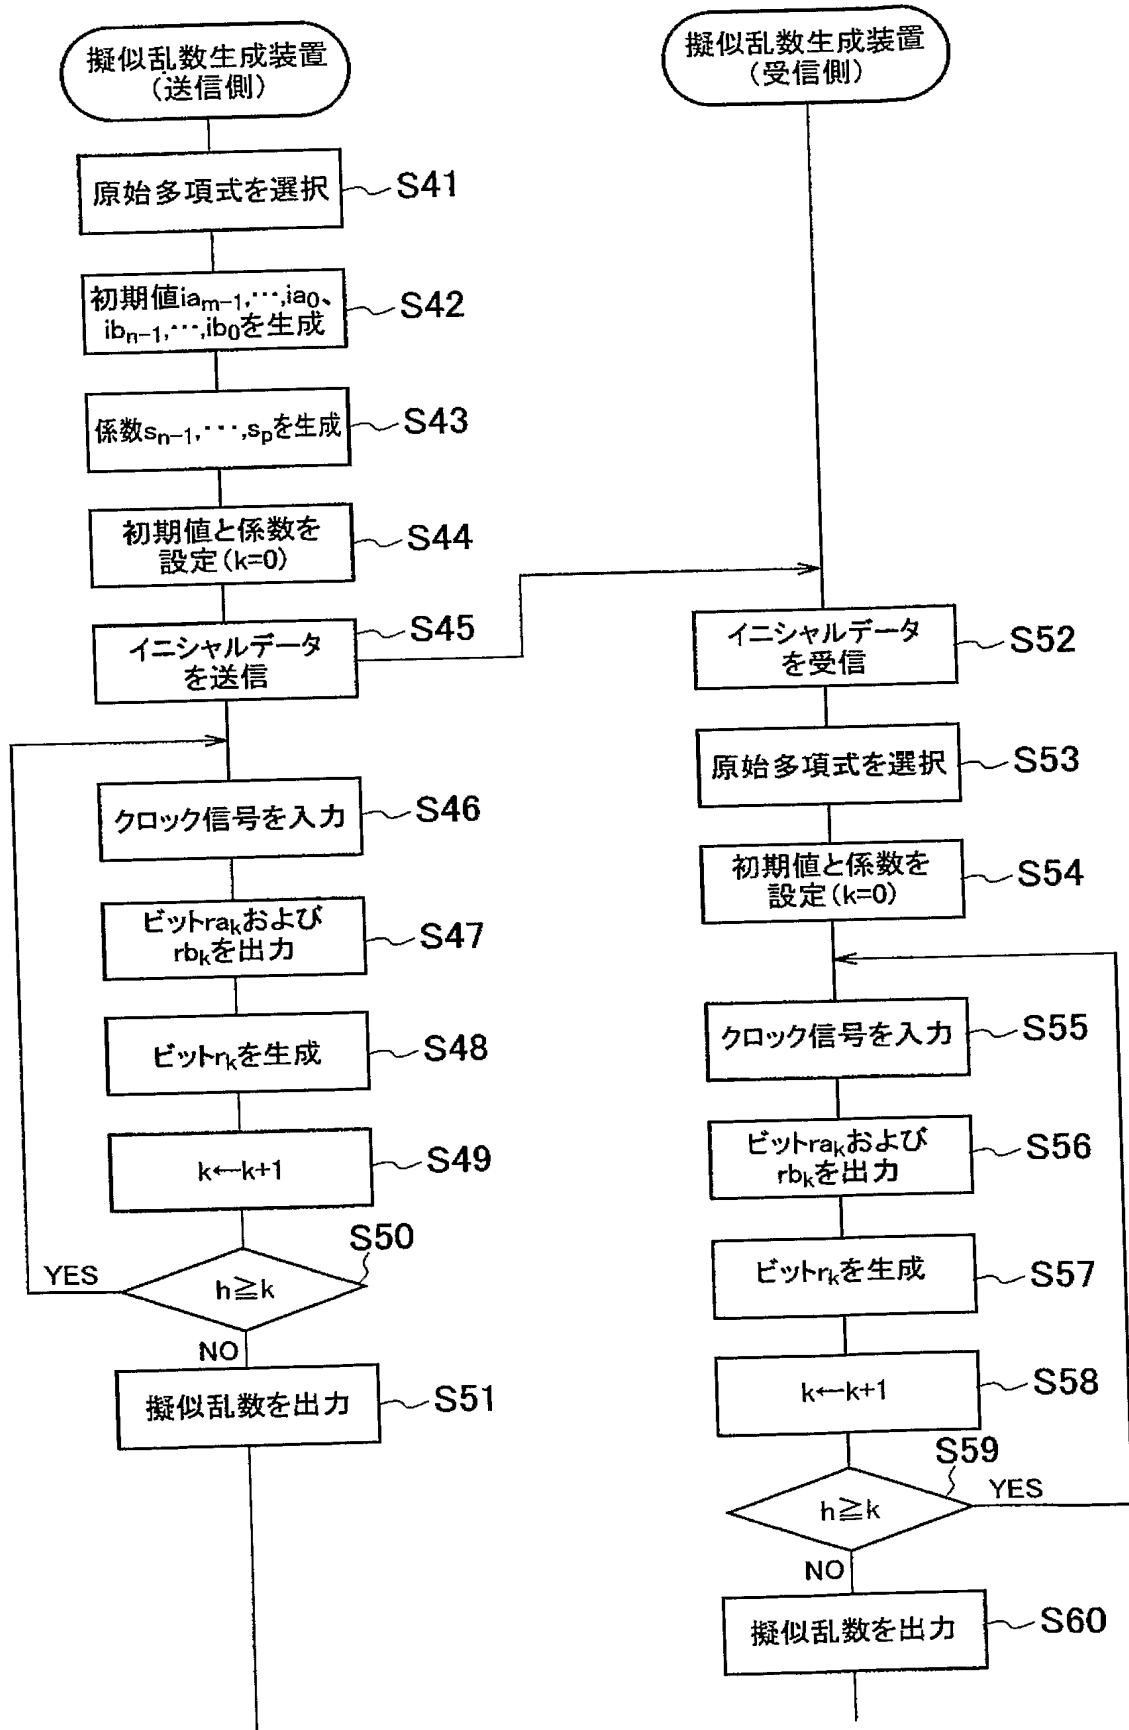 擬似乱数生成装置
(送信側)
原始多項式を選択
S41
初期値iam-1,…,ia0、
ibn-1,…,ib0を生成
S42
係数sn-1,…,spを生成
S43
初期値と係数を
設定(k=0)
S44
イニシャルデータ
を送信
S45
クロック信号を入力
S46
ビットrakおよび
rbkを出力
S47
ビットrkを生成
S48
k←k+1
S49
h≧k
S50
YES
NO
擬似乱数を出力
S51
擬似乱数生成装置
(受信側)
イニシャルデータ
を受信
S52
原始多項式を選択
S53
初期値と係数を
設定(k=0)
S54
クロック信号を入力
S55
ビットrakおよび
rbkを出力
S56
ビットrkを生成
S57
k←k+1
S58
h≧k
S59
YES
NO
擬似乱数を出力
S60